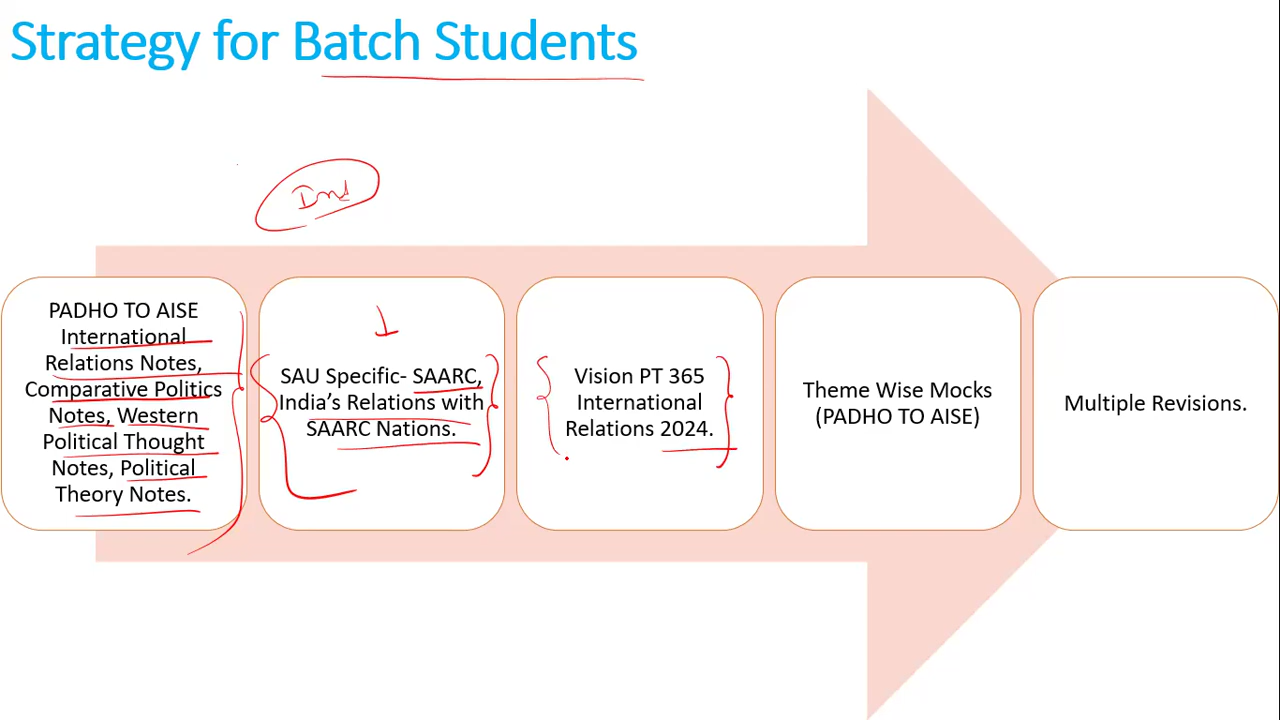 Strategy for Batch Students
PADHO TO AISE
International
Relations Notes,
Comparative Politics
Notes, Western
Political Thought
Notes, Political
Theory Notes.
SAU Specific- SAARC,
India's Relations with
SAARC Nations.
Vision PT 365
International
Relations 2024.
Theme Wise Mocks
(PADHO TO AISE)
Multiple Revisions.